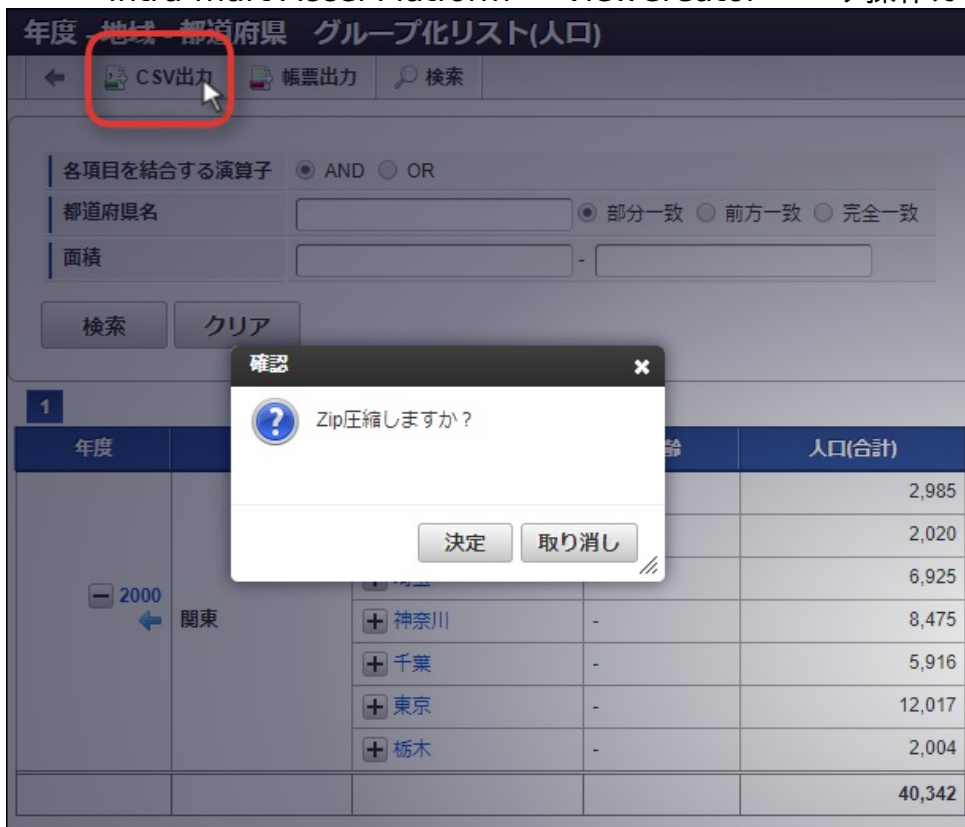 intra-mart Accel Platform
ViewCreator
年度 - 地域 - 都道府県 グループ化リスト(人口)
CSV出力 帳票出力 検索
各項目を結合する演算子 AND OR
都道府県名 部分一致 前方一致 完全一致
面積 -
検索 クリア
確認
Zip圧縮しますか？
決定 取り消し
1
年度 齢 人口(合計)
2,985
2,020
6,925
2000 関東 神奈川 - 8,475
千葉 - 5,916
東京 - 12,017
栃木 - 2,004
40,342